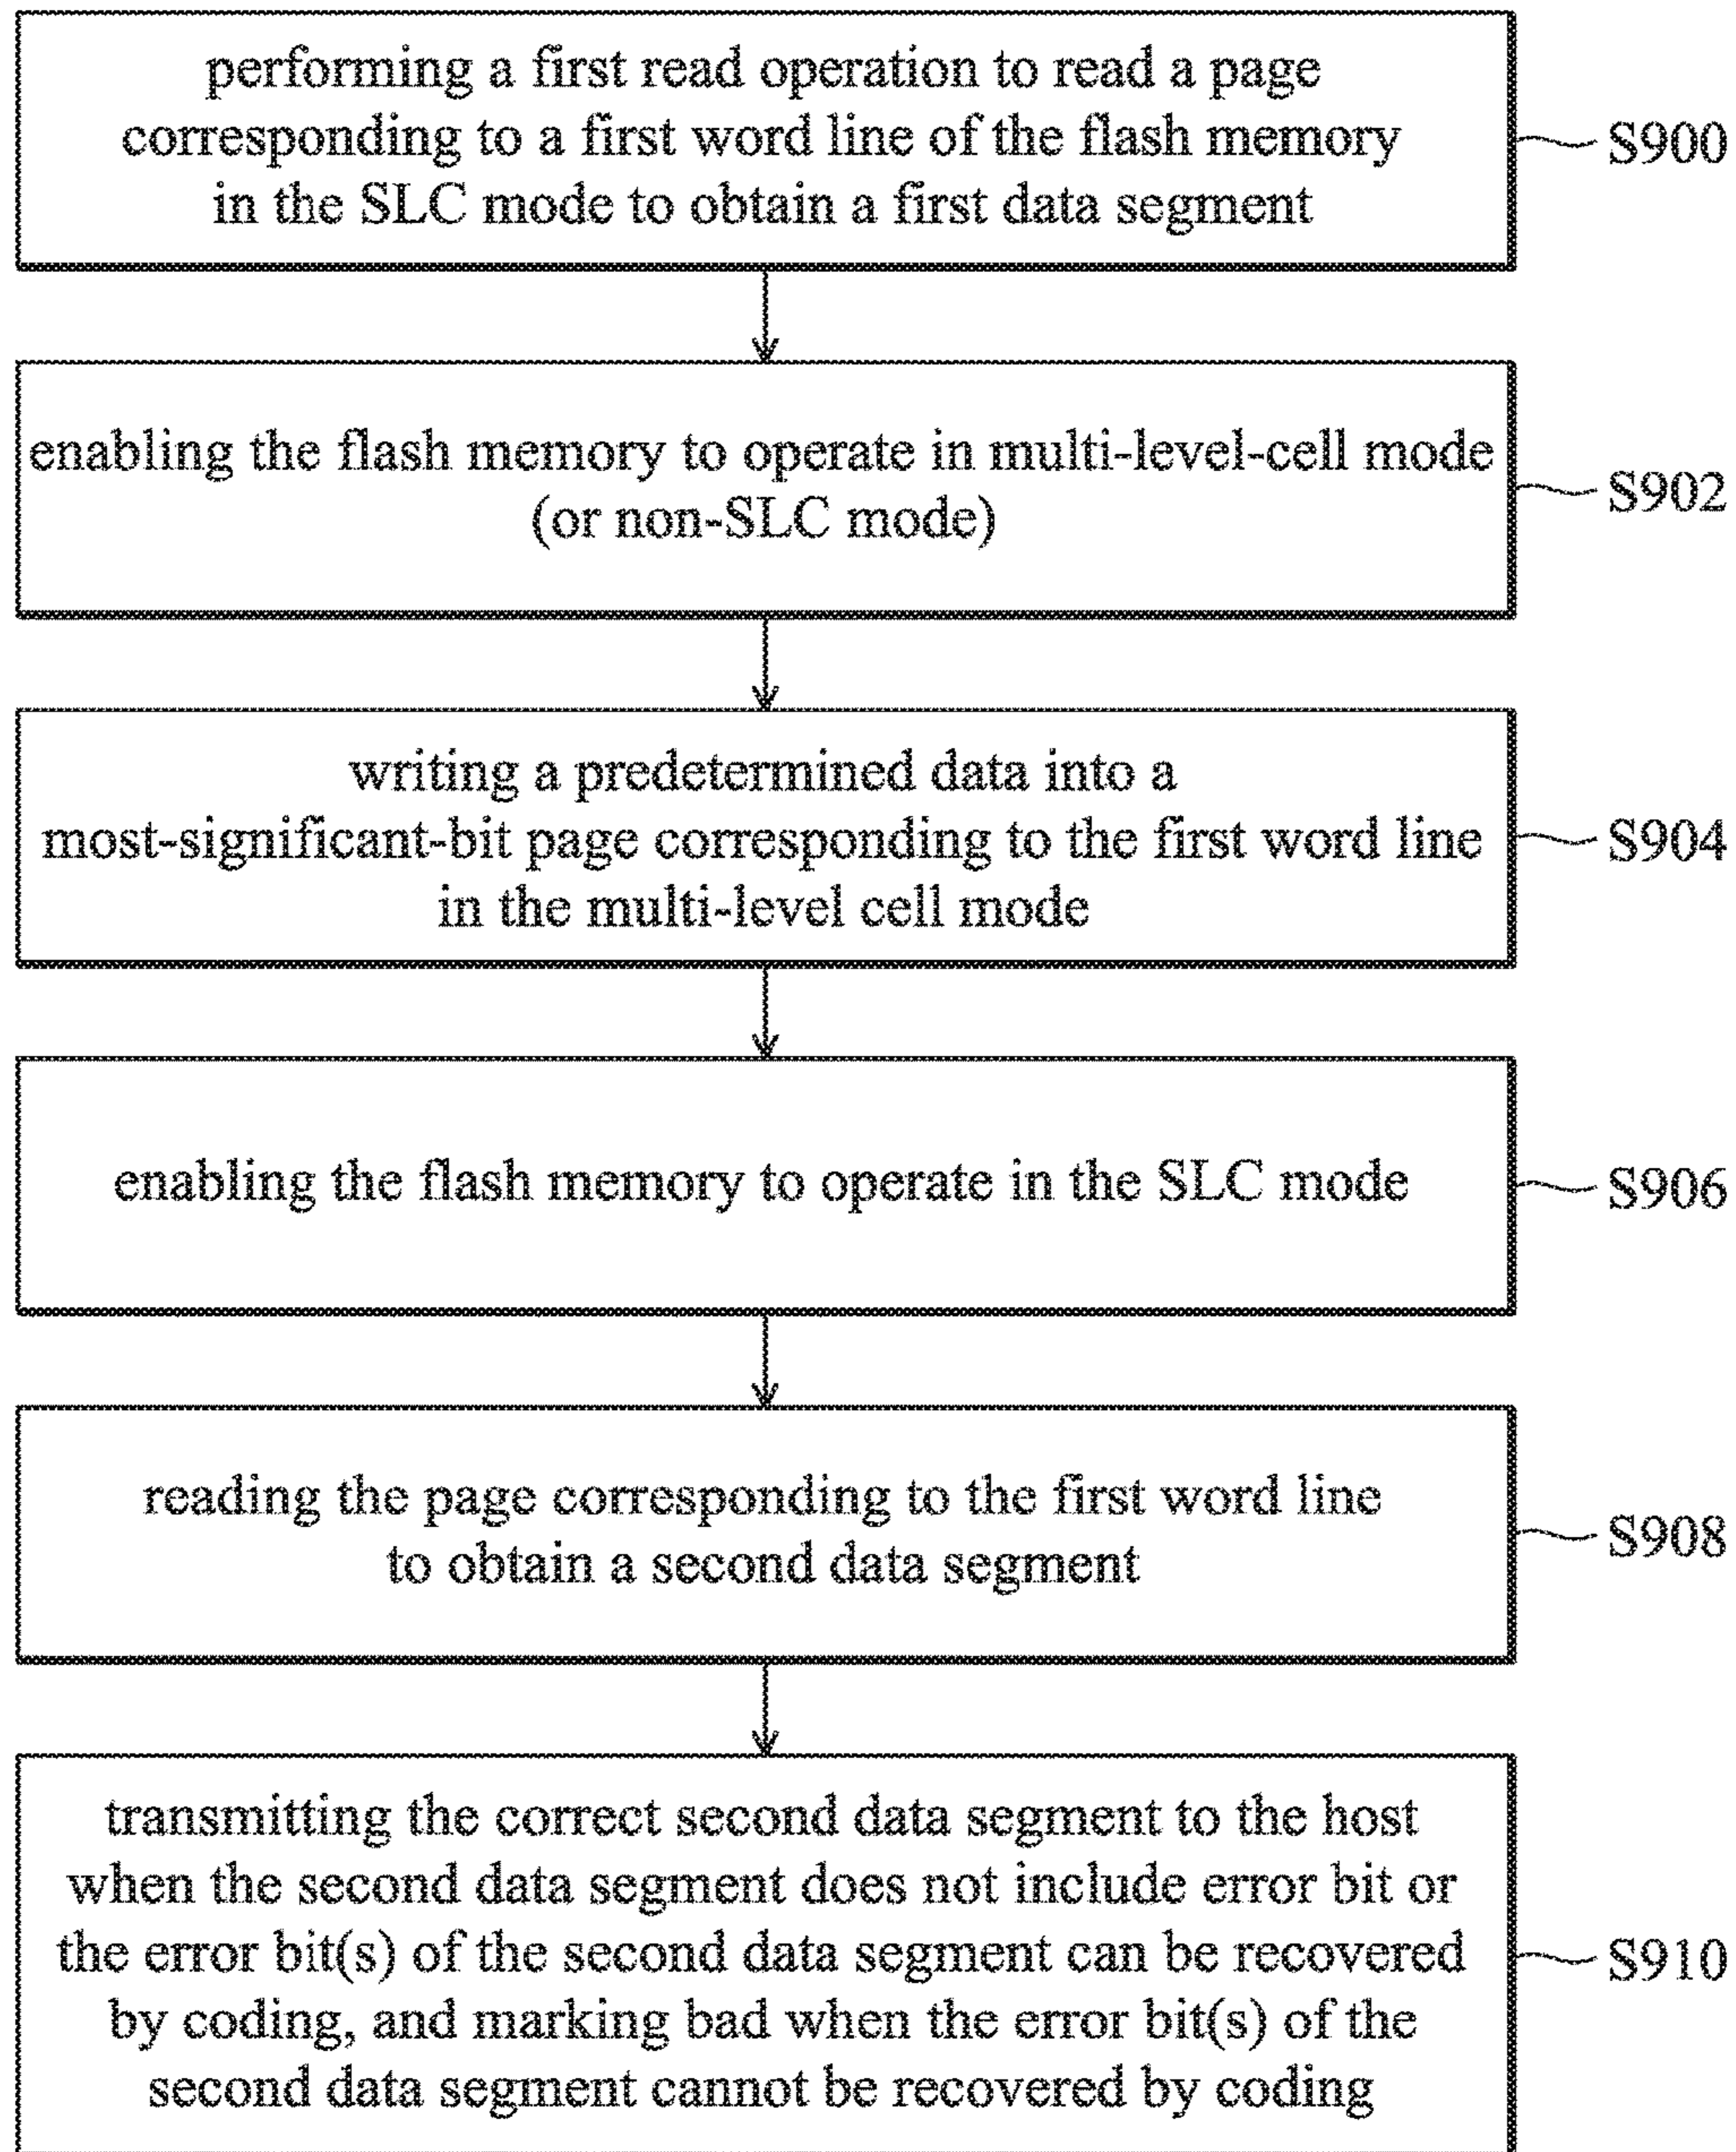 performing a first read operation to read a page
corresponding to a first word line of the flash memory
in the SLC mode to obtain a first data segment
S900
enabling the flash memory to operate in multi-level-cell mode
(or non-SLC mode)
S902
writing a predetermined data into a
most-significant-bit page corresponding to the first word line
in the multi-level cell mode
S904
enabling the flash memory to operate in the SLC mode
S906
reading the page corresponding to the first word line
to obtain a second data segment
S908
transmitting the correct second data segment to the host
when the second data segment does not include error bit or
the error bit(s) of the second data segment can be recovered
by coding, and marking bad when the error bit(s) of the
second data segment cannot be recovered by coding
S910